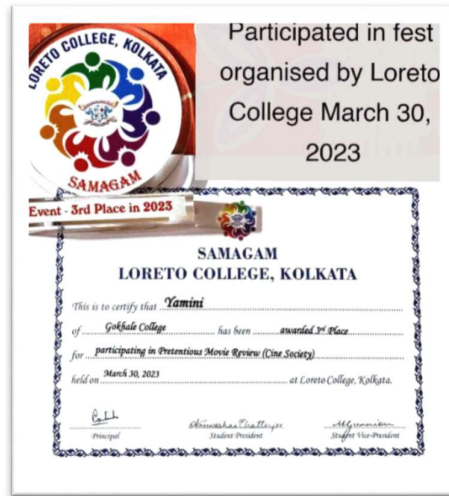 LORETO COLLEGE, KOLKATA
SAMAGAM
Event - 3rd Place in 2023
Participated in fest
organised by Loreto
College March 30,
2023
SAMAGAM
LORETO COLLEGE, KOLKATA
This is to certify that Yamini
of Gokhale College has been awarded 3rd Place
for participating in Pretentious Movie Review (Cine Society)
held on March 30, 2023 at Loreto College, Kolkata.
Principal Student-President Student Vice-President